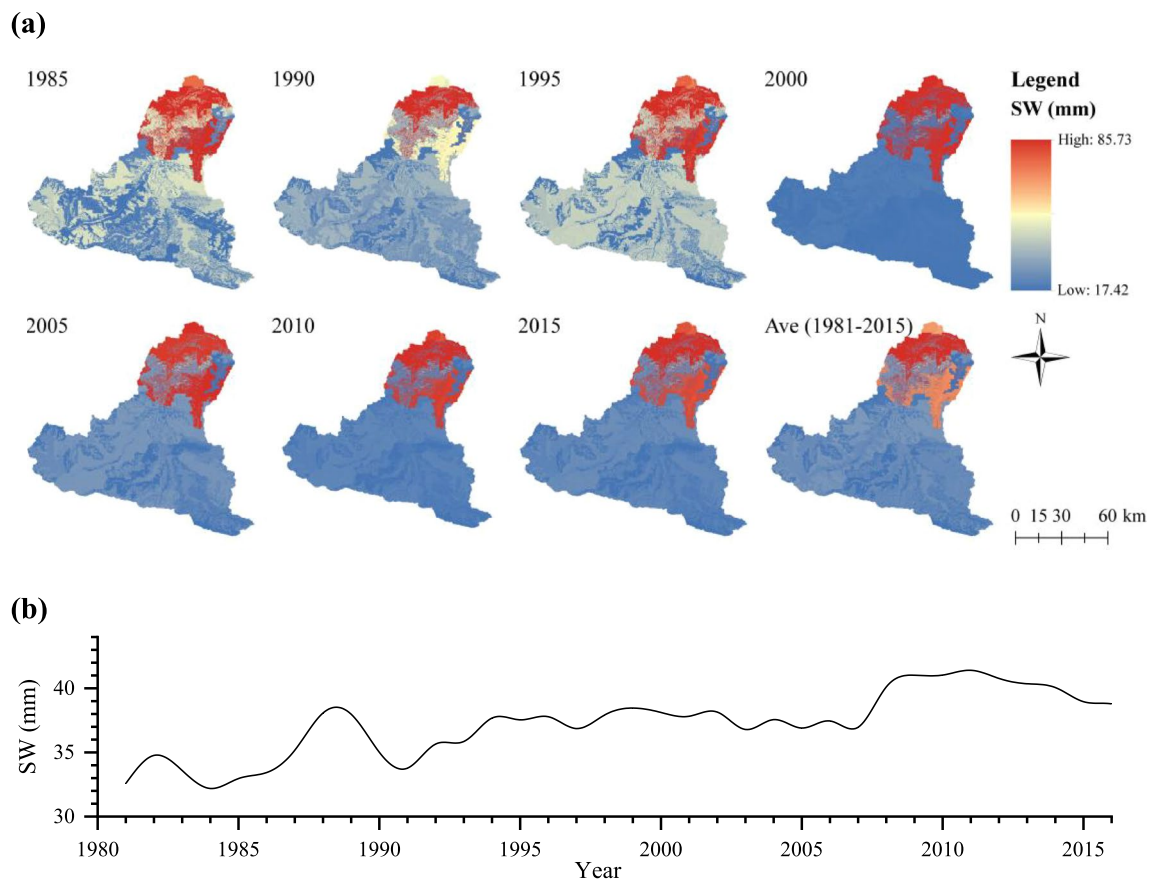 (a)
1985
1990
1995
2000
Legend
SW (mm)
High: 85.73
Low: 17.42
2005
2010
2015
Ave (1981-2015)
N
0 15 30 60 km
(b)
SW (mm)
40
35
30
1980 1985 1990 1995 2000 2005 2010 2015
Year